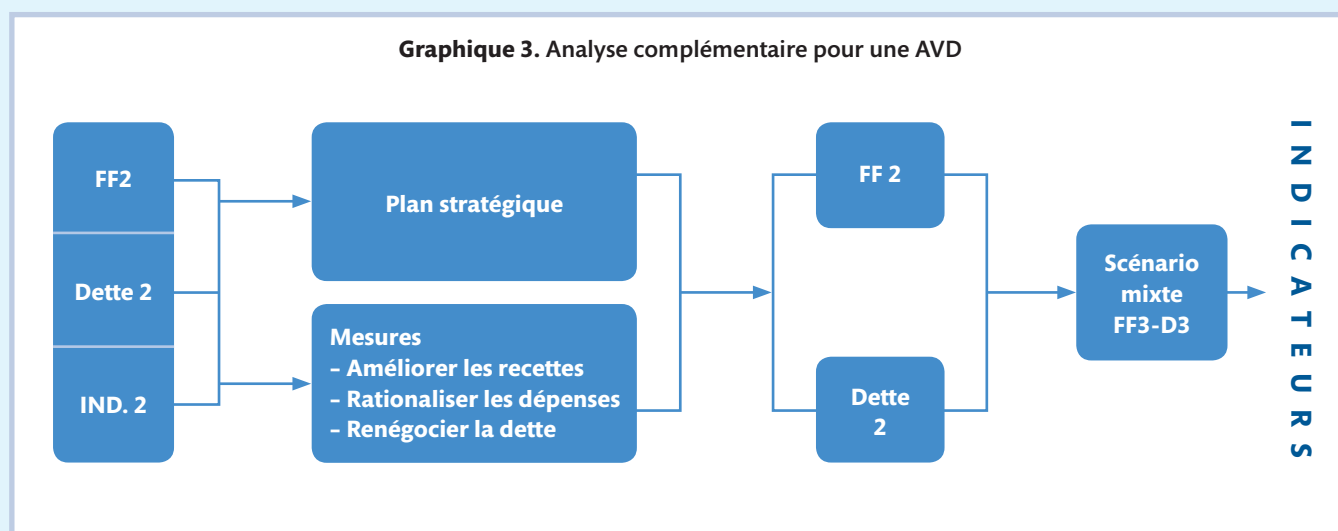 Graphique 3. Analyse complémentaire pour une AVD
FF2
Dette 2
IND. 2
Plan stratégique
Mesures
– Améliorer les recettes
– Rationaliser les dépenses
– Renégocier la dette
FF 2
Dette
2
Scénario
mixte
FF3-D3
INDICATEURS